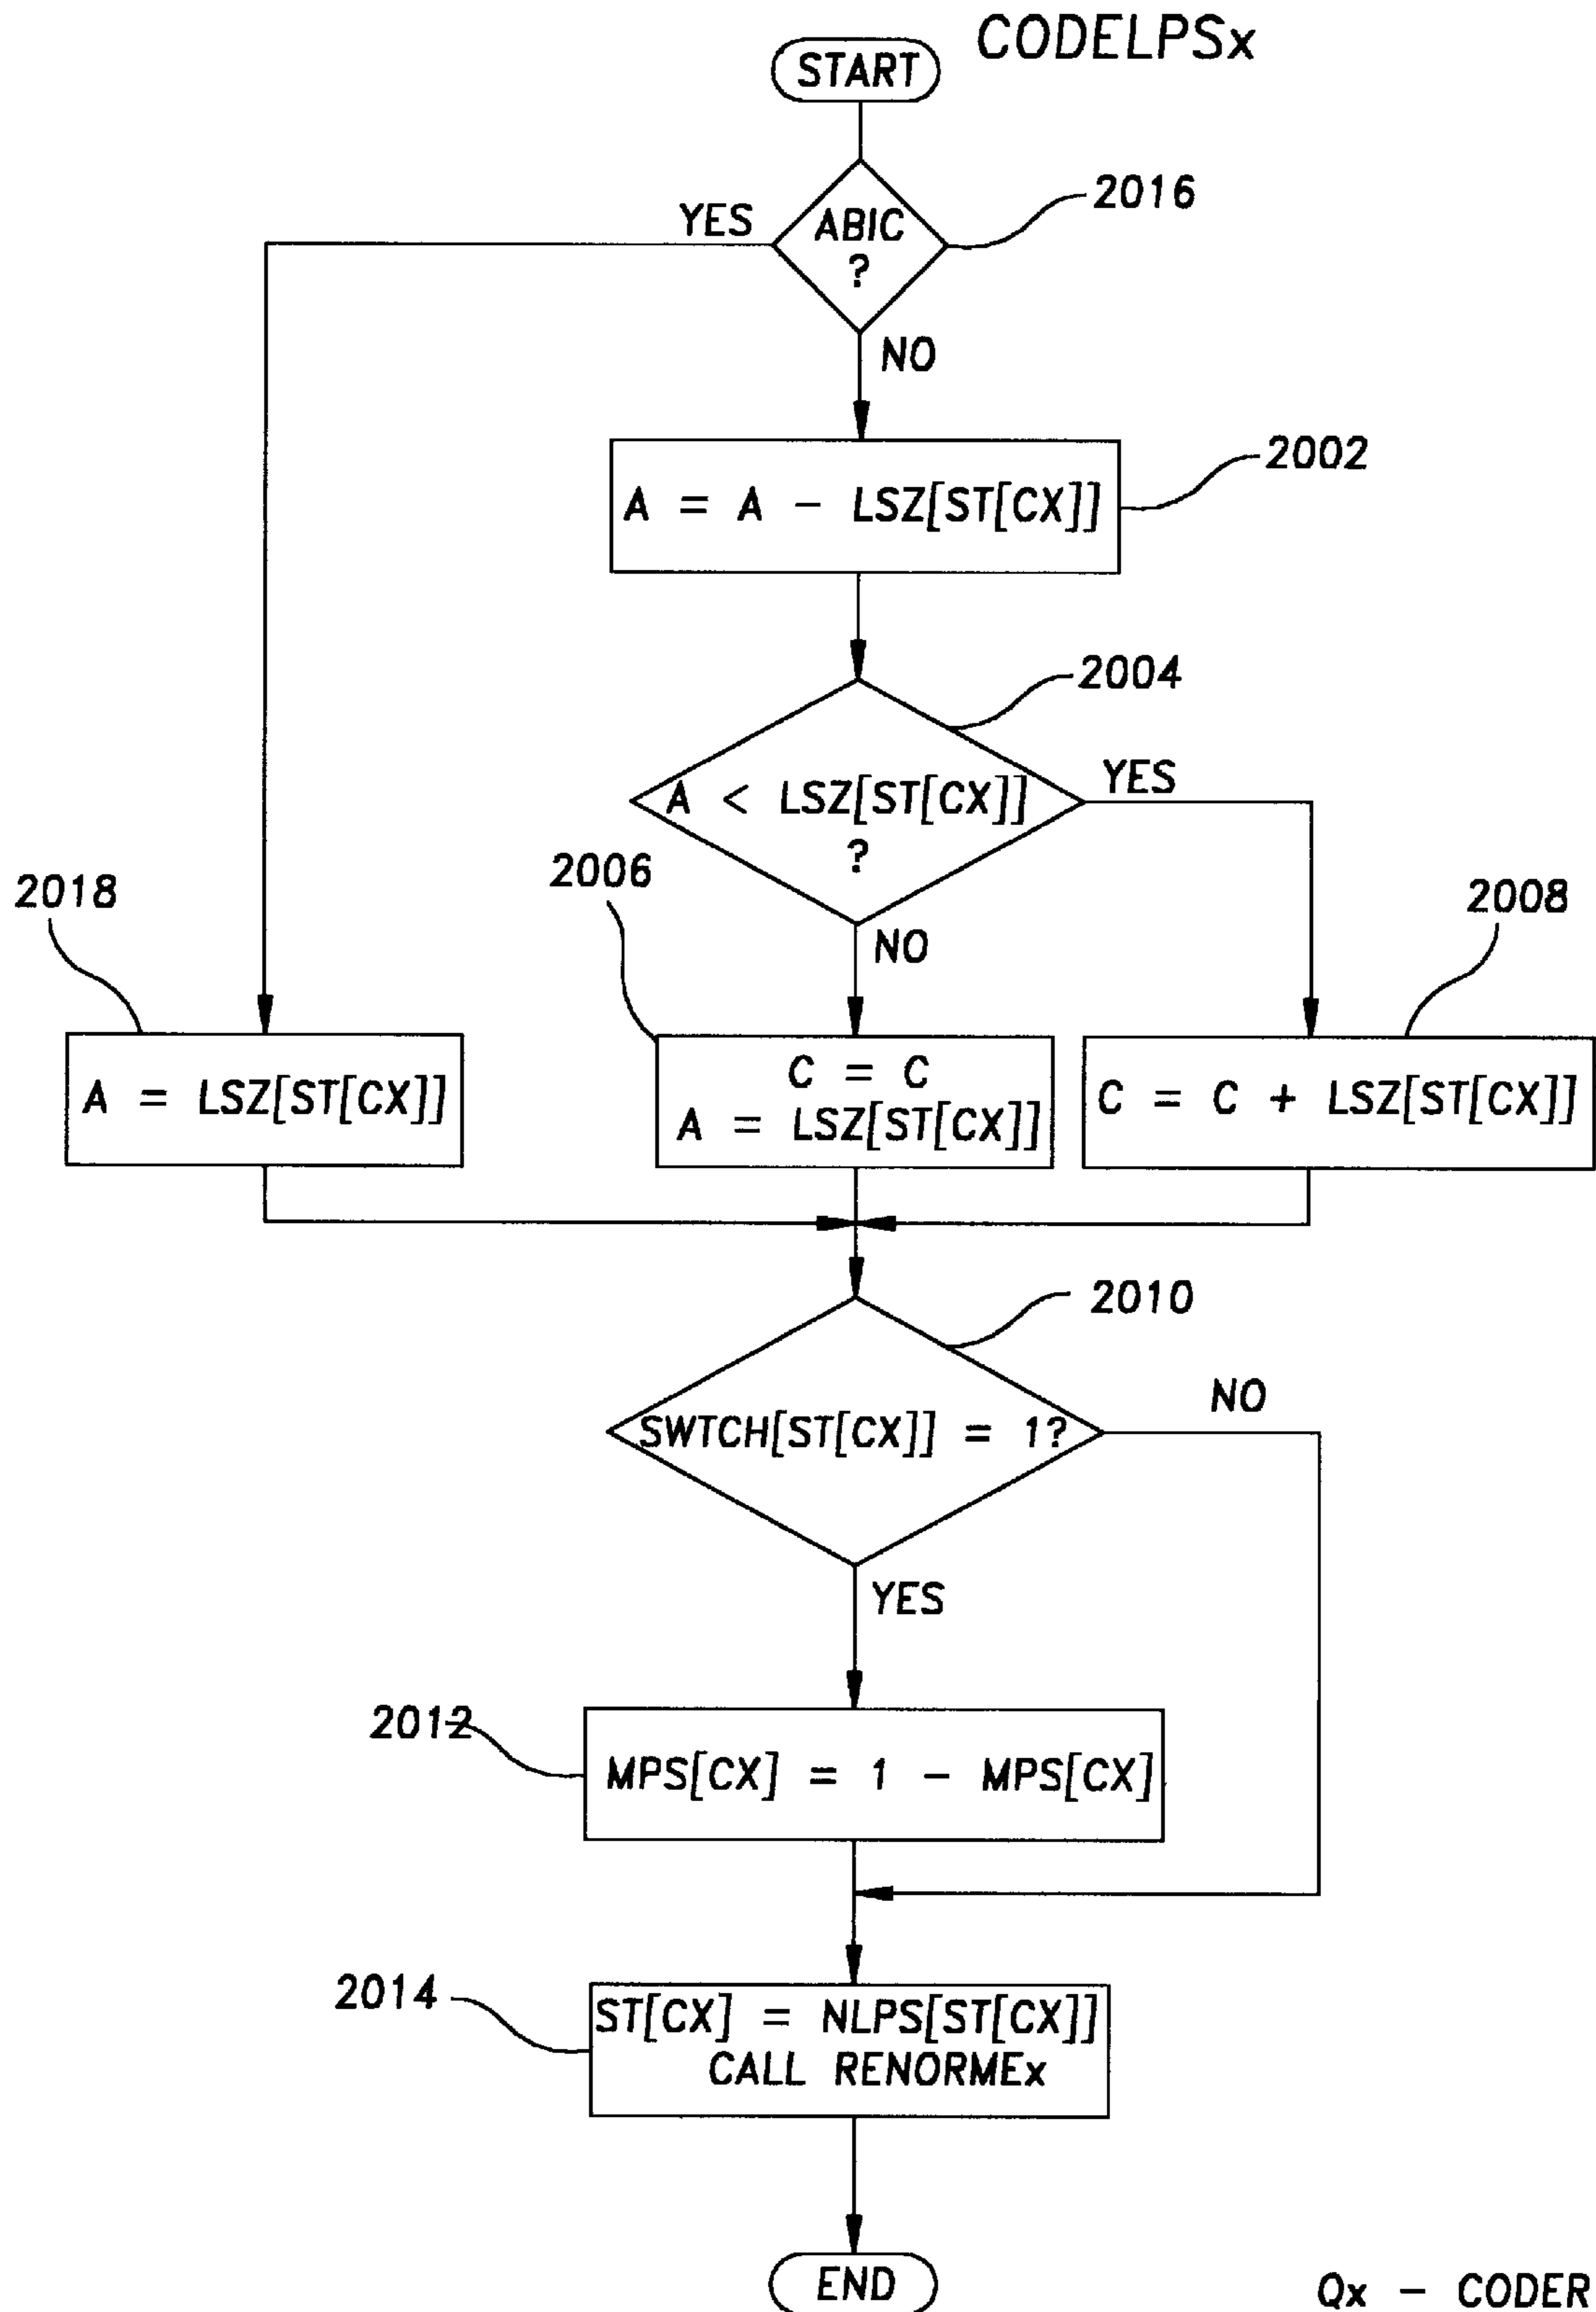 CODELPSx
START
2016
YES
ABIC
?
NO
2002
A = A - LSZ[ST[CX]]
2004
A < LSZ[ST[CX]]
?
YES
2006
2018
2008
NO
A = LSZ[ST[CX]]
C = C
A = LSZ[ST[CX]]
C = C + LSZ[ST[CX]]
2010
NO
SWTCH[ST[CX]] = 1?
YES
2012
MPS[CX] = 1 - MPS[CX]
2014
ST[CX] = NLPS[ST[CX]]
CALL RENORMEx
END
Qx - CODER